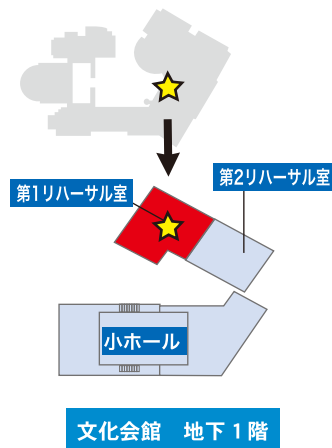 第1リハーサル室
第2リハーサル室
小ホール
文化会館　地下1階